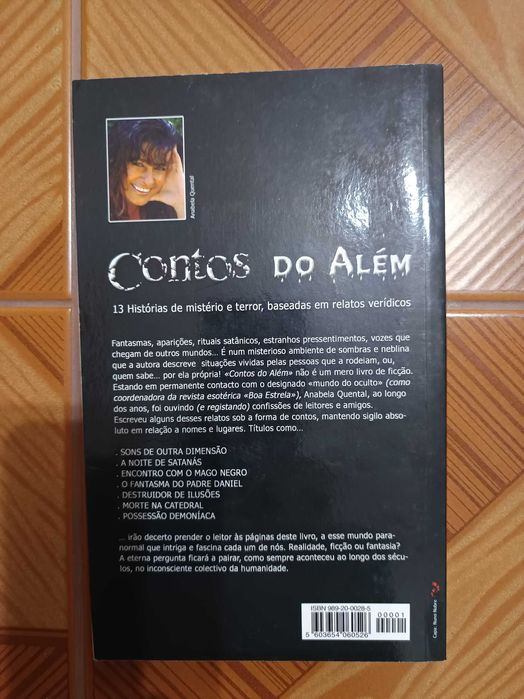 Anabela Quental
Contos do Além
13 Histórias de mistério e terror, baseadas em relatos verídicos
Fantasmas, aparições, rituais satânicos, estranhos pressentimentos, vozes que
chegam de outros mundos... É num misterioso ambiente de sombras e neblina
que a autora descreve situações vividas pelas pessoas que a rodeiam, ou,
quem sabe... por ela própria! «Contos do Além» não é um mero livro de ficção.
Estando em permanente contacto com o designado «mundo do oculto» (como
coordenadora da revista esotérica «Boa Estrela»), Anabela Quental, ao longo
dos anos, foi ouvindo (e registando) confissões de leitores e amigos.
Escreveu alguns desses relatos sob a forma de contos, mantendo sigilo abso-
luto em relação a nomes e lugares. Títulos como...
. SONS DE OUTRA DIMENSÃO
. A NOITE DE SATANÁS
. ENCONTRO COM O MAGO NEGRO
. O FANTASMA DO PADRE DANIEL
. DESTRUIDOR DE ILUSÕES
. MORTE NA CATEDRAL
. POSSESSÃO DEMONÍACA
... irão decerto prender o leitor às páginas deste livro, a esse mundo para-
normal que intriga e fascina cada um de nós. Realidade, ficção ou fantasia?
A eterna pergunta ficará a pairar, como sempre aconteceu ao longo dos sécu-
los, no inconsciente colectivo da humanidade.
ISBN 989-20-0028-5
00001
5 603654 060526
Capa: Nuno Nobre